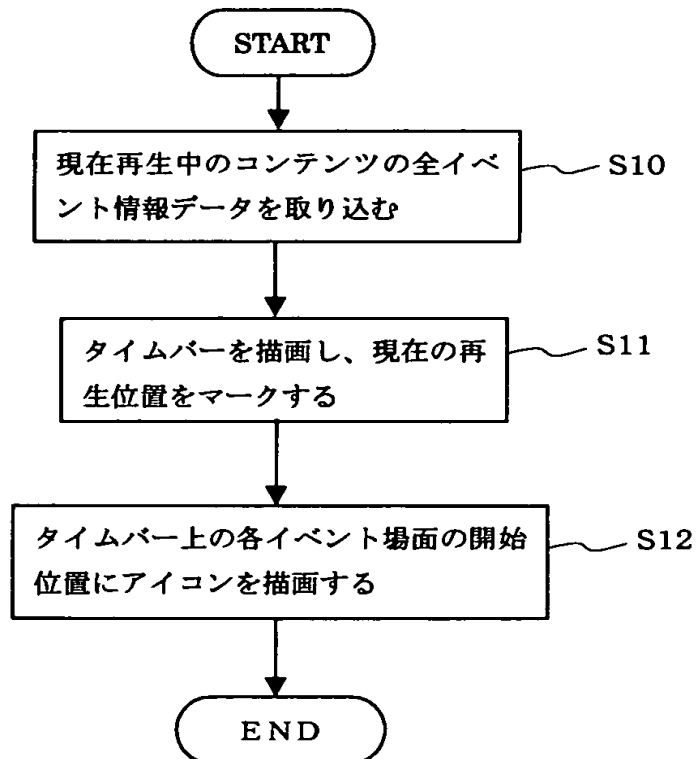 START
現在再生中のコンテンツの全イベ
ント情報データを取り込む
S10
タイムバーを描画し、現在の再
生位置をマークする
S11
タイムバー上の各イベント場面の開始
位置にアイコンを描画する
S12
END